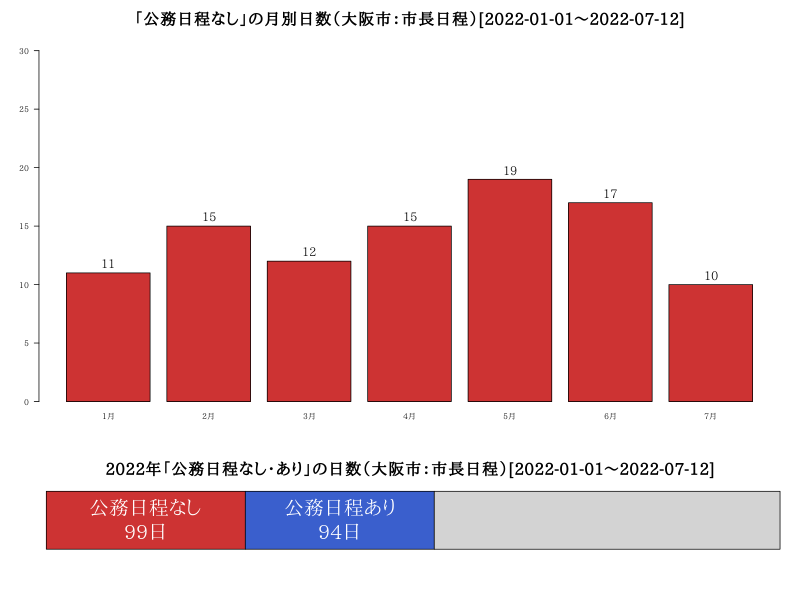 「公務日程なし」の月別日数（大阪市：市長日程）[2022-01-01～2022-07-12]
30
25
20
15
10
5
0
11
15
12
15
19
17
10
1月
2月
3月
4月
5月
6月
7月
2022年「公務日程なし・あり」の日数（大阪市：市長日程）[2022-01-01～2022-07-12]
公務日程なし
99日
公務日程あり
94日